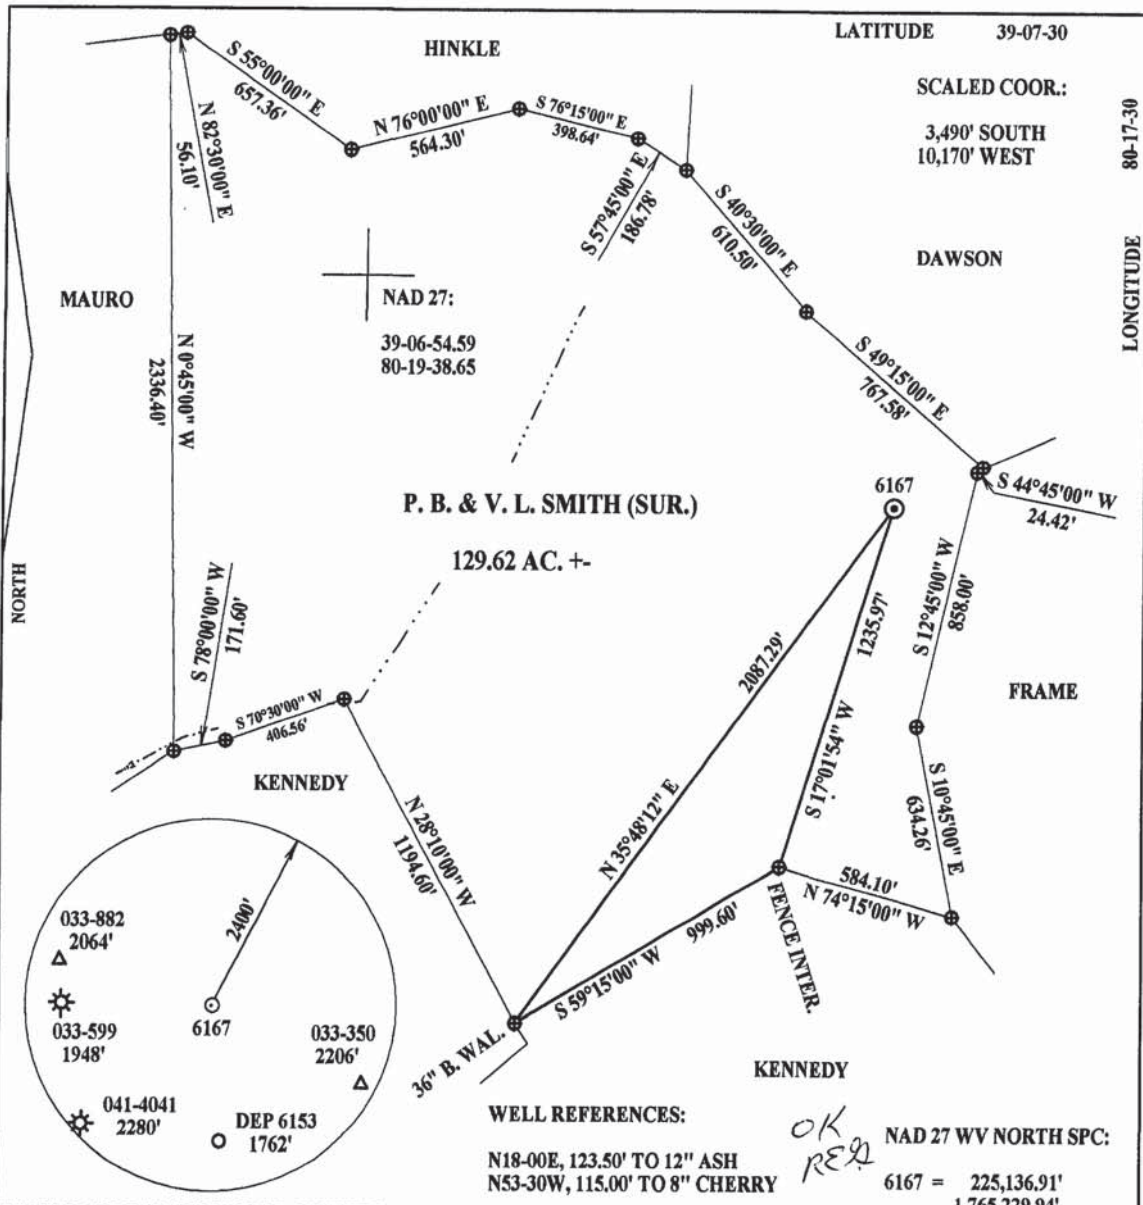 LATITUDE 39-07-30
HINKLE
SCALED COOR.:
3,490' SOUTH
10,170' WEST
80-17-30
LONGITUDE
S 55°00'00" E
657.36'
N 82°30'00" E
56.10'
N 76°00'00" E
564.30'
S 76°15'00" E
398.64'
S 57°45'00" E
186.78'
S 40°30'00" E
610.50'
DAWSON
MAURO
NAD 27:
39-06-54.59
80-19-38.65
N 0°45'00" W
2336.40'
S 49°15'00" E
767.58'
P. B. & V. L. SMITH (SUR.)
129.62 AC. +-
6167
S 44°45'00" W
24.42'
NORTH
S 78°00'00" W
171.60'
S 70°30'00" W
406.56'
KENNEDY
2087.29'
N 35°48'12" E
1235.97'
S 17°01'54" W
S 12°45'00" W
858.00'
FRAME
S 10°45'00" E
634.26'
N 28°10'00" W
1194.60'
584.10'
N 74°15'00" W
FENCE INTER.
999.60'
S 59°15'00" W
36" B. WAL.
2400'
033-882
2064'
6167
033-599
1948'
033-350
2206'
041-4041
2280'
DEP 6153
1762'
KENNEDY
WELL REFERENCES:
N18-00E, 123.50' TO 12" ASH
N53-30W, 115.00' TO 8" CHERRY
OK
NAD 27 WV NORTH SPC:
6167 = 225,136.91'
1,765,229.94'